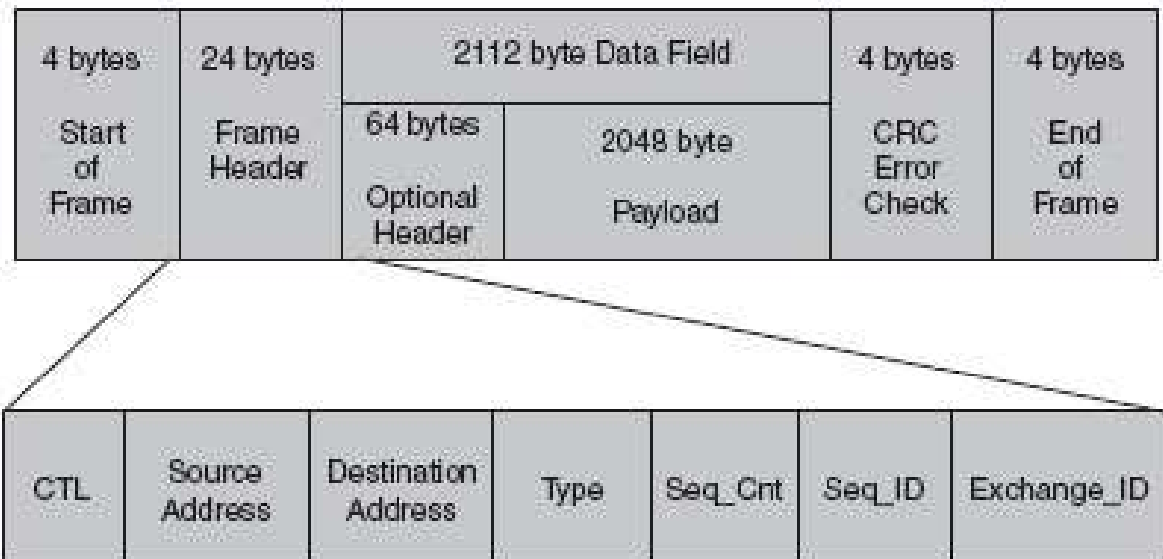 4 bytes
Start
of
Frame
24 bytes
Frame
Header
2112 byte Data Field
64 bytes
Optional
Header
2048 byte
Payload
4 bytes
CRC
Error
Check
4 bytes
End
of
Frame
CTL
Source
Address
Destination
Address
Type
Seq_Cnt
Seq_ID
Exchange_ID